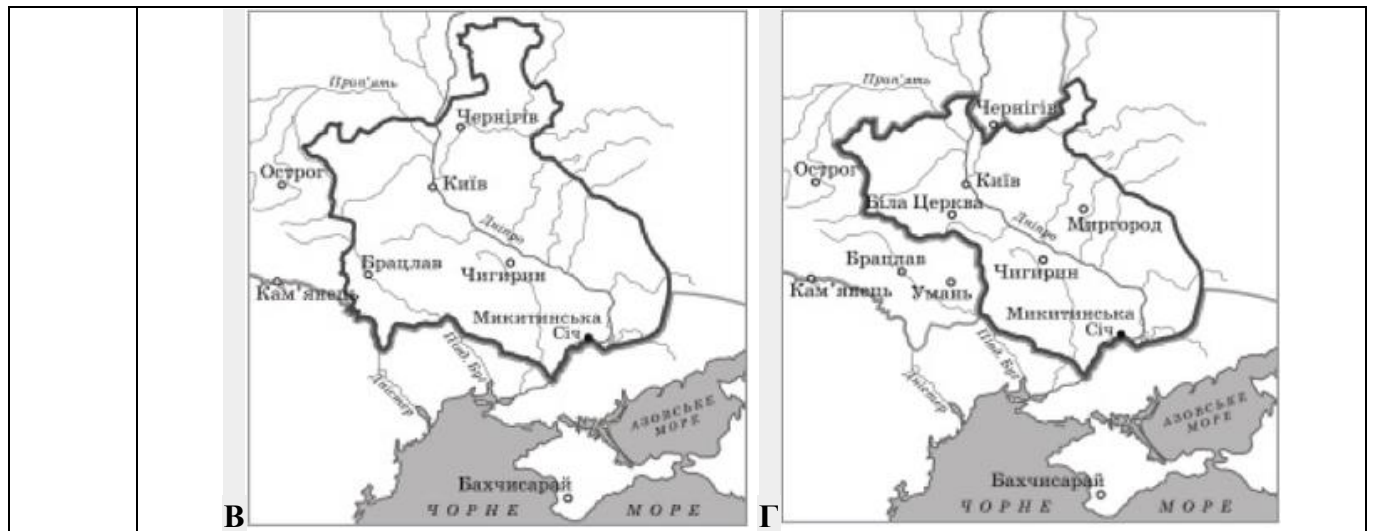 Прип'ять
Чернігів
Острог
Київ
Дніпро
Брацлав
Чигирин
Кам'янець
Микитинська
Січ
Півд. Буг
Дністер
АЗОВСЬКЕ
МОРЕ
Бахчисарай
ЧОРНЕ МОРЕ
В
Прип'ять
Чернігів
Острог
Київ
Біла Церква
Дніпро
Миргород
Брацлав
Чигирин
Кам'янець
Умань
Микитинська
Січ
Півд. Буг
Дністер
АЗОВСЬКЕ
МОРЕ
Бахчисарай
ЧОРНЕ МОРЕ
Г